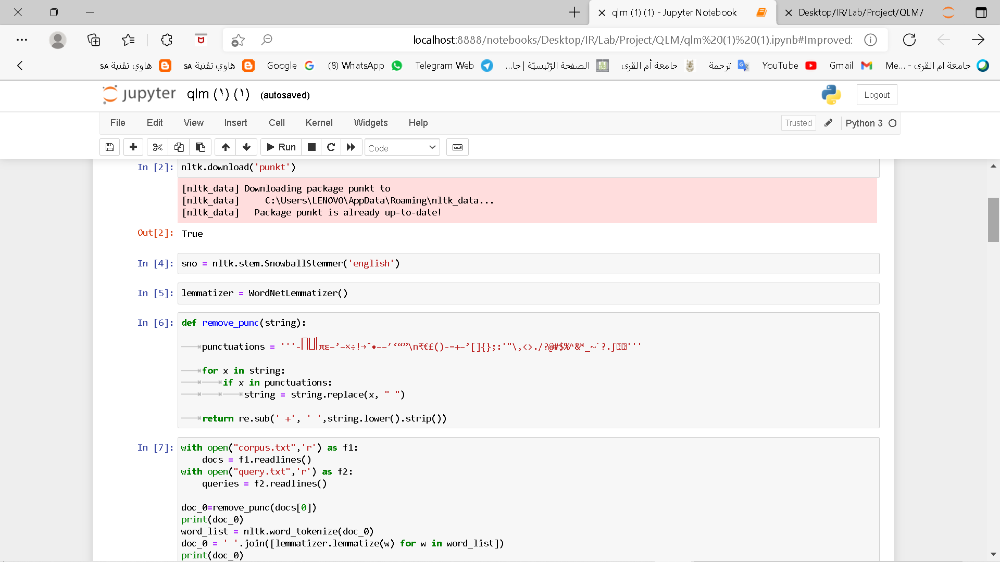 qlm (1) (1) - Jupyter Notebook
Desktop/IR/Lab/Project/QLM/
localhost:8888/notebooks/Desktop/IR/Lab/Project/QLM/qlm%20(1)%20(1).ipynb#Improved:
هاوي تقنية SA
هاوي تقنية SA
Google
(8) WhatsApp
Telegram Web
الصفحة الرّئيسيّة | جا...
جامعة أم القرى
ترجمة
YouTube
Gmail
جامعة ام القرى - Me...
jupyter qlm (١) (١) (autosaved)
Logout
File Edit View Insert Cell Kernel Widgets Help
Trusted Python 3
Run Code
In [2]: nltk.download('punkt')
[nltk_data] Downloading package punkt to
[nltk_data]     C:\Users\LENOVO\AppData\Roaming\nltk_data...
[nltk_data]   Package punkt is already up-to-date!
Out[2]: True
In [4]: sno = nltk.stem.SnowballStemmer('english')
In [5]: lemmatizer = WordNetLemmatizer()
In [6]: def remove_punc(string):
punctuations =
for x in string:
if x in punctuations:
string = string.replace(x, " ")
return re.sub(' +', ' ',string.lower().strip())
In [7]: with open("corpus.txt",'r') as f1:
    docs = f1.readlines()
with open("query.txt",'r') as f2:
    queries = f2.readlines()
doc_0=remove_punc(docs[0])
print(doc_0)
word_list = nltk.word_tokenize(doc_0)
doc_0 = ' '.join([lemmatizer.lemmatize(w) for w in word_list])
print(doc_0)